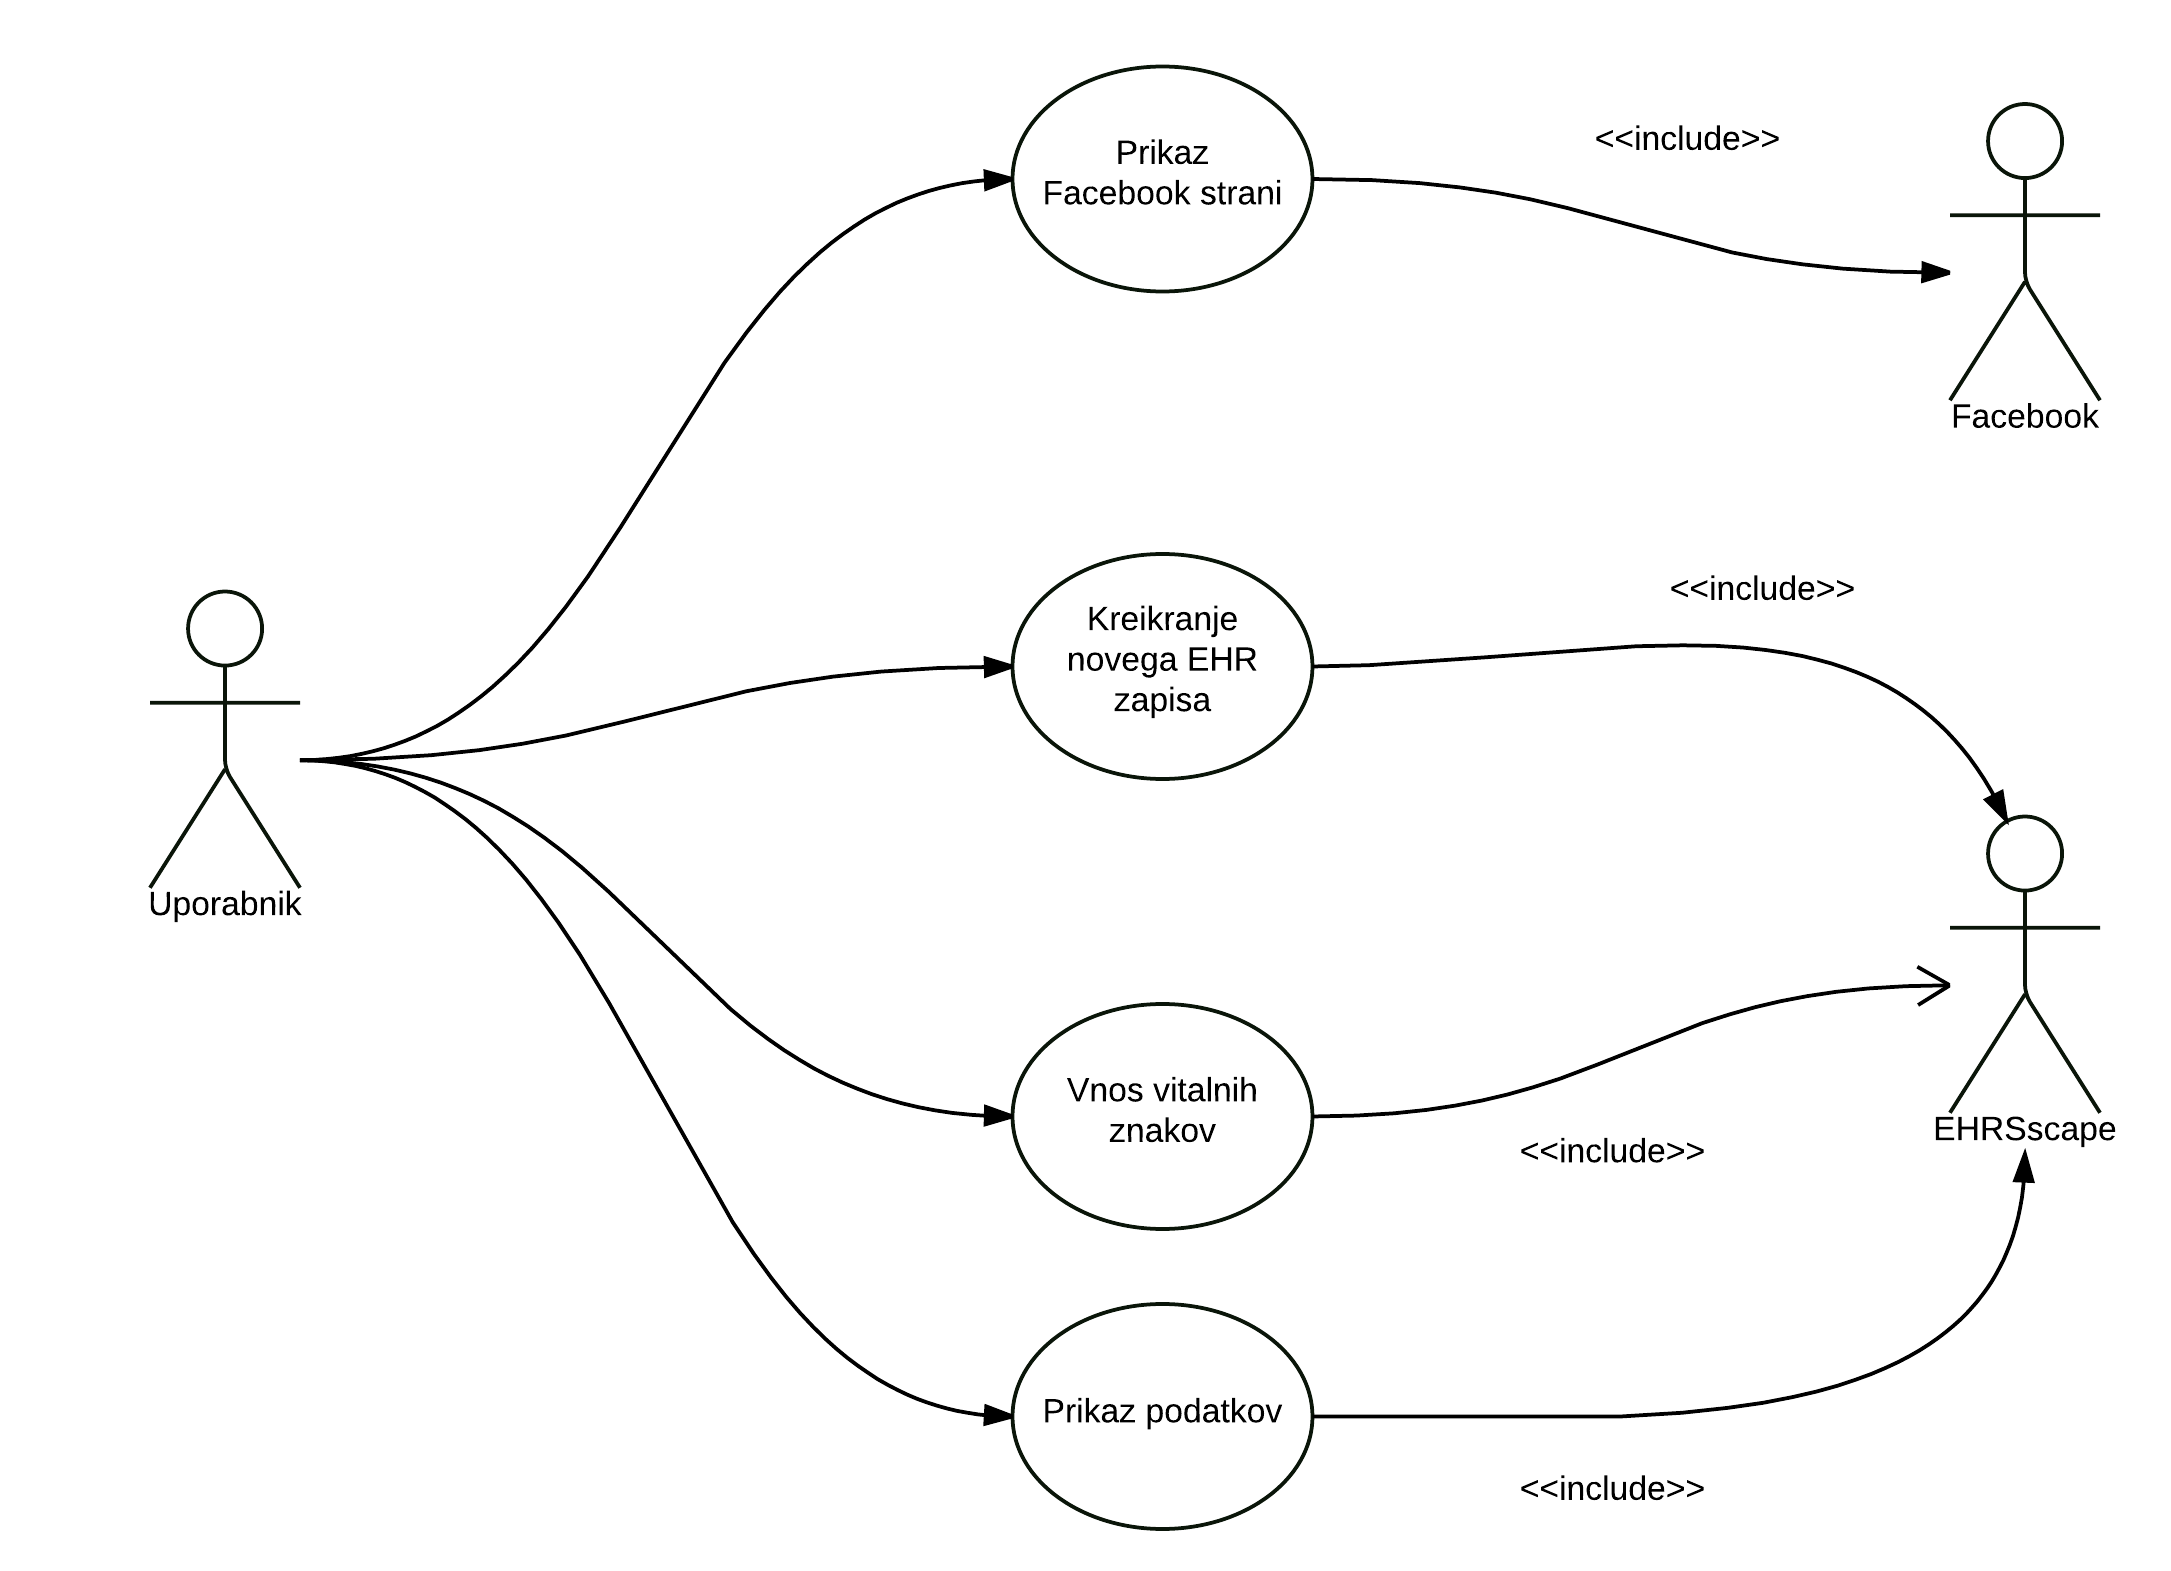 Prikaz
Facebook strani
<<include>>
Facebook
Kreikranje
novega EHR
zapisa
<<include>>
Uporabnik
Vnos vitalnih
znakov
<<include>>
EHRSscape
Prikaz podatkov
<<include>>